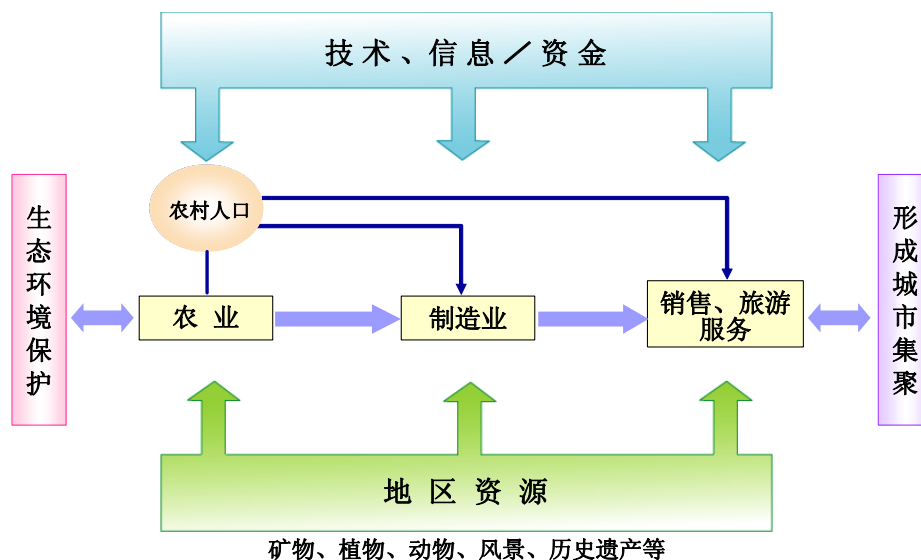 技术、信息／资金
农村人口
生态环境保护
农业
制造业
销售、旅游
服务
形成城市集聚
地区资源
矿物、植物、动物、风景、历史遗产等